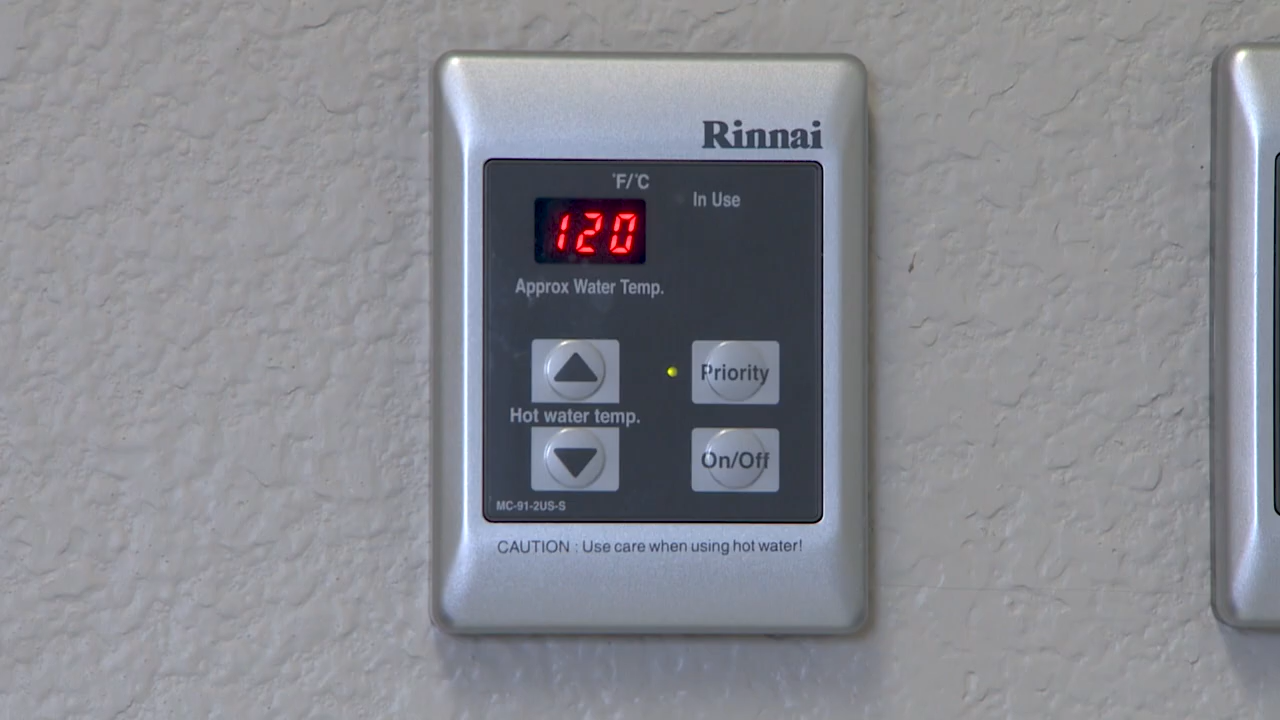 Rinnai
°F/°C
In Use
120
Approx Water Temp.
Priority
Hot water temp.
On/Off
MC-91-2US-S
CAUTION : Use care when using hot water!